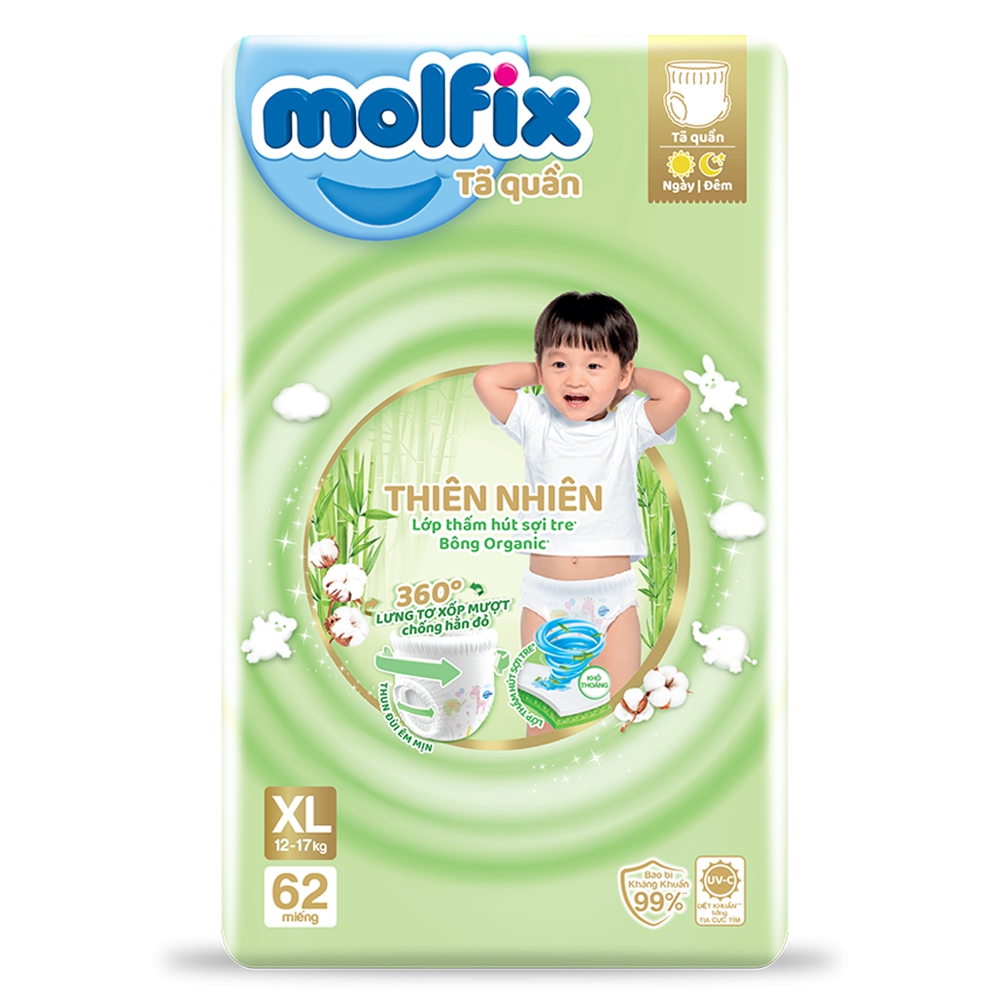 molfix
Tã quần
Tã quần
Ngày | Đêm
THIÊN NHIÊN
Lớp thấm hút sợi tre*
Bông Organic*
360°
LƯNG TƠ XỐP MƯỢT
chống hằn đỏ
THUN ĐÙI ÊM MỊN
LỚP THẤM HÚT SỢI TRE*
KHÔ
THOÁNG
XL
12-17kg
62
miếng
Bao bì
Kháng Khuẩn
99%**
UV-C
DIỆT KHUẨN***
bằng
TIA CỰC TÍM